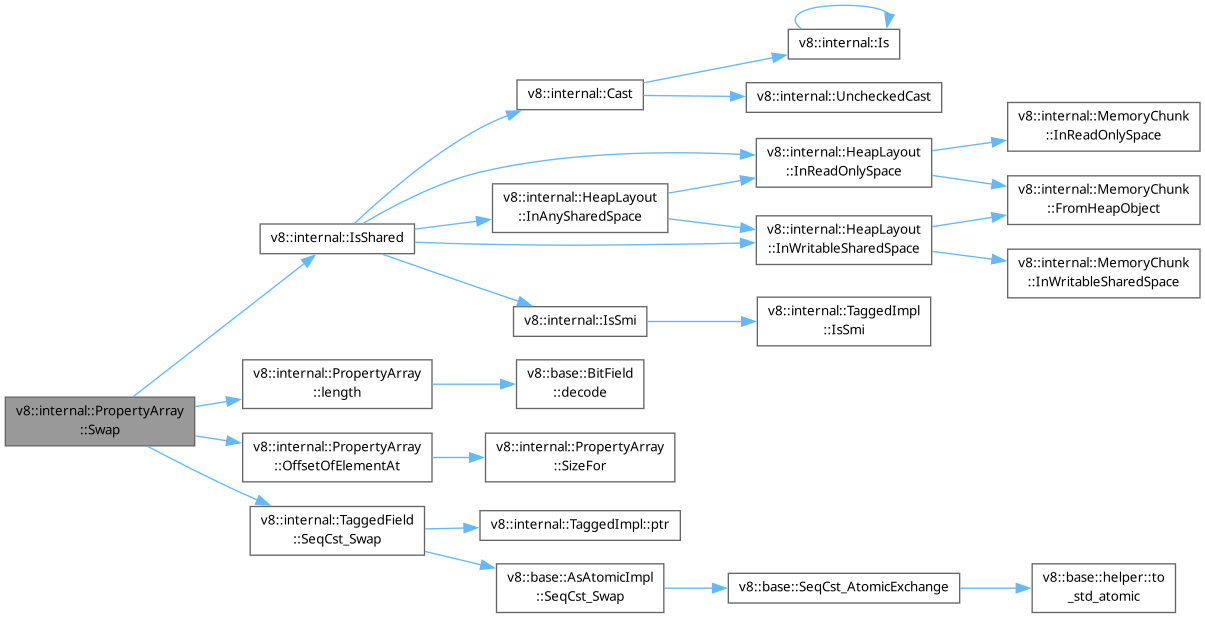 v8::internal::Is
v8::internal::Cast
v8::internal::UncheckedCast
v8::internal::MemoryChunk
::InReadOnlySpace
v8::internal::HeapLayout
::InReadOnlySpace
v8::internal::HeapLayout
::InAnySharedSpace
v8::internal::MemoryChunk
::FromHeapObject
v8::internal::IsShared
v8::internal::HeapLayout
::InWritableSharedSpace
v8::internal::MemoryChunk
::InWritableSharedSpace
v8::internal::IsSmi
v8::internal::TaggedImpl
::IsSmi
v8::internal::PropertyArray
::length
v8::base::BitField
::decode
v8::internal::PropertyArray
::Swap
v8::internal::PropertyArray
::OffsetOfElementAt
v8::internal::PropertyArray
::SizeFor
v8::internal::TaggedField
::SeqCst_Swap
v8::internal::TaggedImpl::ptr
v8::base::AsAtomicImpl
::SeqCst_Swap
v8::base::SeqCst_AtomicExchange
v8::base::helper::to
_std_atomic